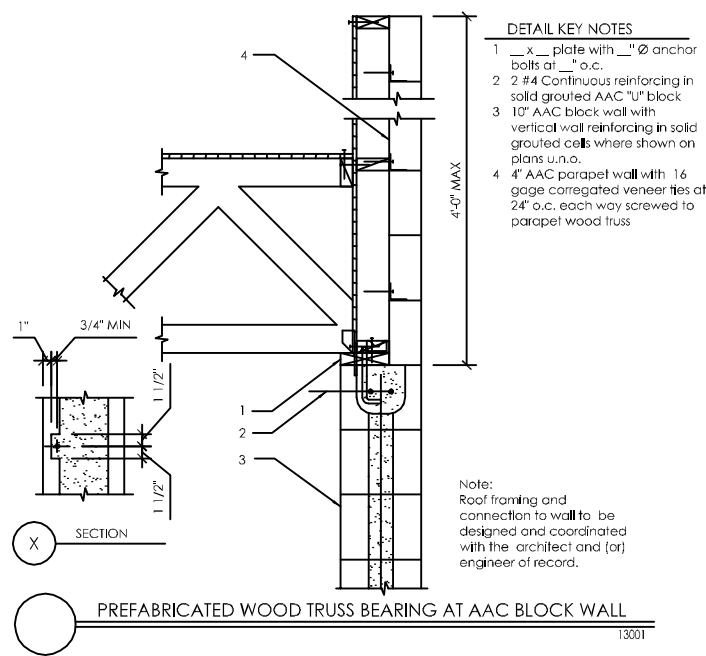 DETAIL KEY NOTES
1 __ x __ plate with __" Ø anchor
bolts at __" o.c.
2 2 #4 Continuous reinforcing in
solid grouted AAC "U" block
3 10" AAC block wall with
vertical wall reinforcing in solid
grouted cells where shown on
plans u.n.o.
4 4" AAC parapet wall with 16
gage corregated veneer ties at
24" o.c. each way screwed to
parapet wood truss
4
4'-0" MAX
1"
3/4" MIN
1 1/2"
1 1/2"
1
2
3
X
SECTION
Note:
Roof framing and
connection to wall to be
designed and coordinated
with the architect and (or)
engineer of record.
PREFABRICATED WOOD TRUSS BEARING AT AAC BLOCK WALL
13001